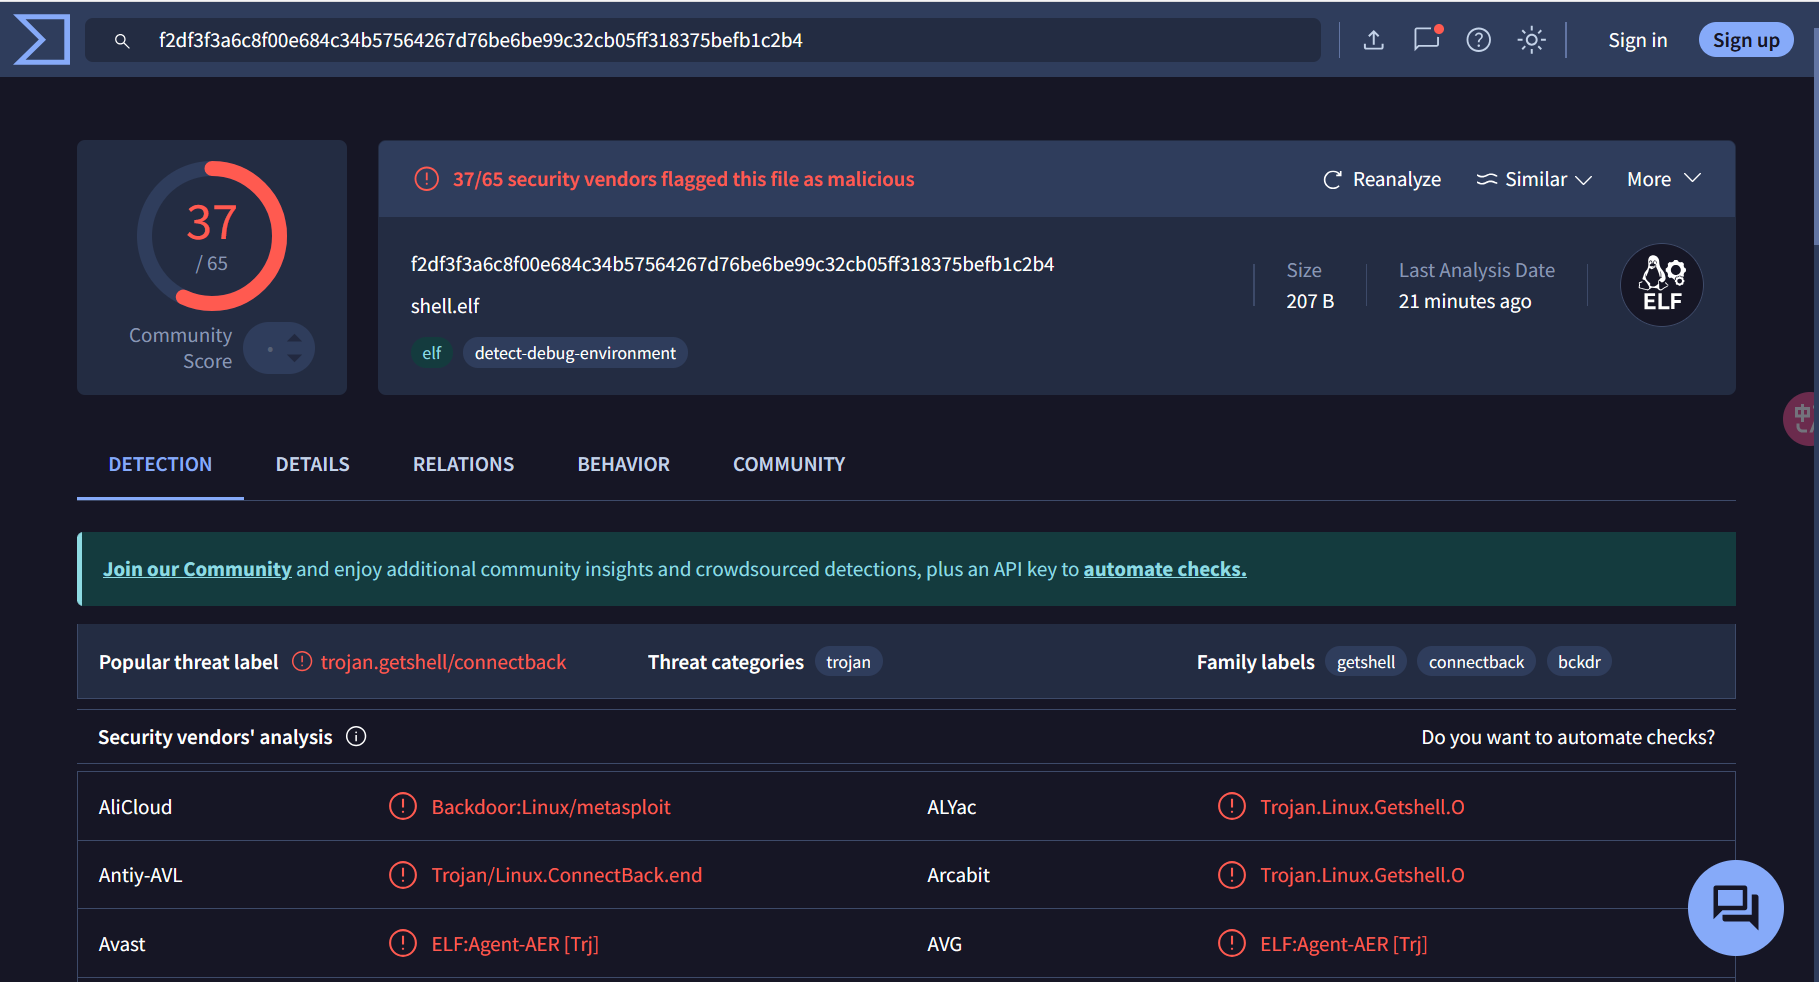 f2df3f3a6c8f00e684c34b57564267d76be6be99c32cb05ff318375befb1c2b4
Sign in
Sign up
37
/ 65
Community
Score
37/65 security vendors flagged this file as malicious
Reanalyze
Similar
More
f2df3f3a6c8f00e684c34b57564267d76be6be99c32cb05ff318375befb1c2b4
shell.elf
elf
detect-debug-environment
Size
207 B
Last Analysis Date
21 minutes ago
ELF
DETECTION
DETAILS
RELATIONS
BEHAVIOR
COMMUNITY
Join our Community and enjoy additional community insights and crowdsourced detections, plus an API key to automate checks.
Popular threat label
trojan.getshell/connectback
Threat categories
trojan
Family labels
getshell
connectback
bckdr
Security vendors' analysis
Do you want to automate checks?
AliCloud
Backdoor:Linux/metasploit
ALYac
Trojan.Linux.Getshell.O
Antiy-AVL
Trojan/Linux.ConnectBack.end
Arcabit
Trojan.Linux.Getshell.O
Avast
ELF:Agent-AER [Trj]
AVG
ELF:Agent-AER [Trj]
中